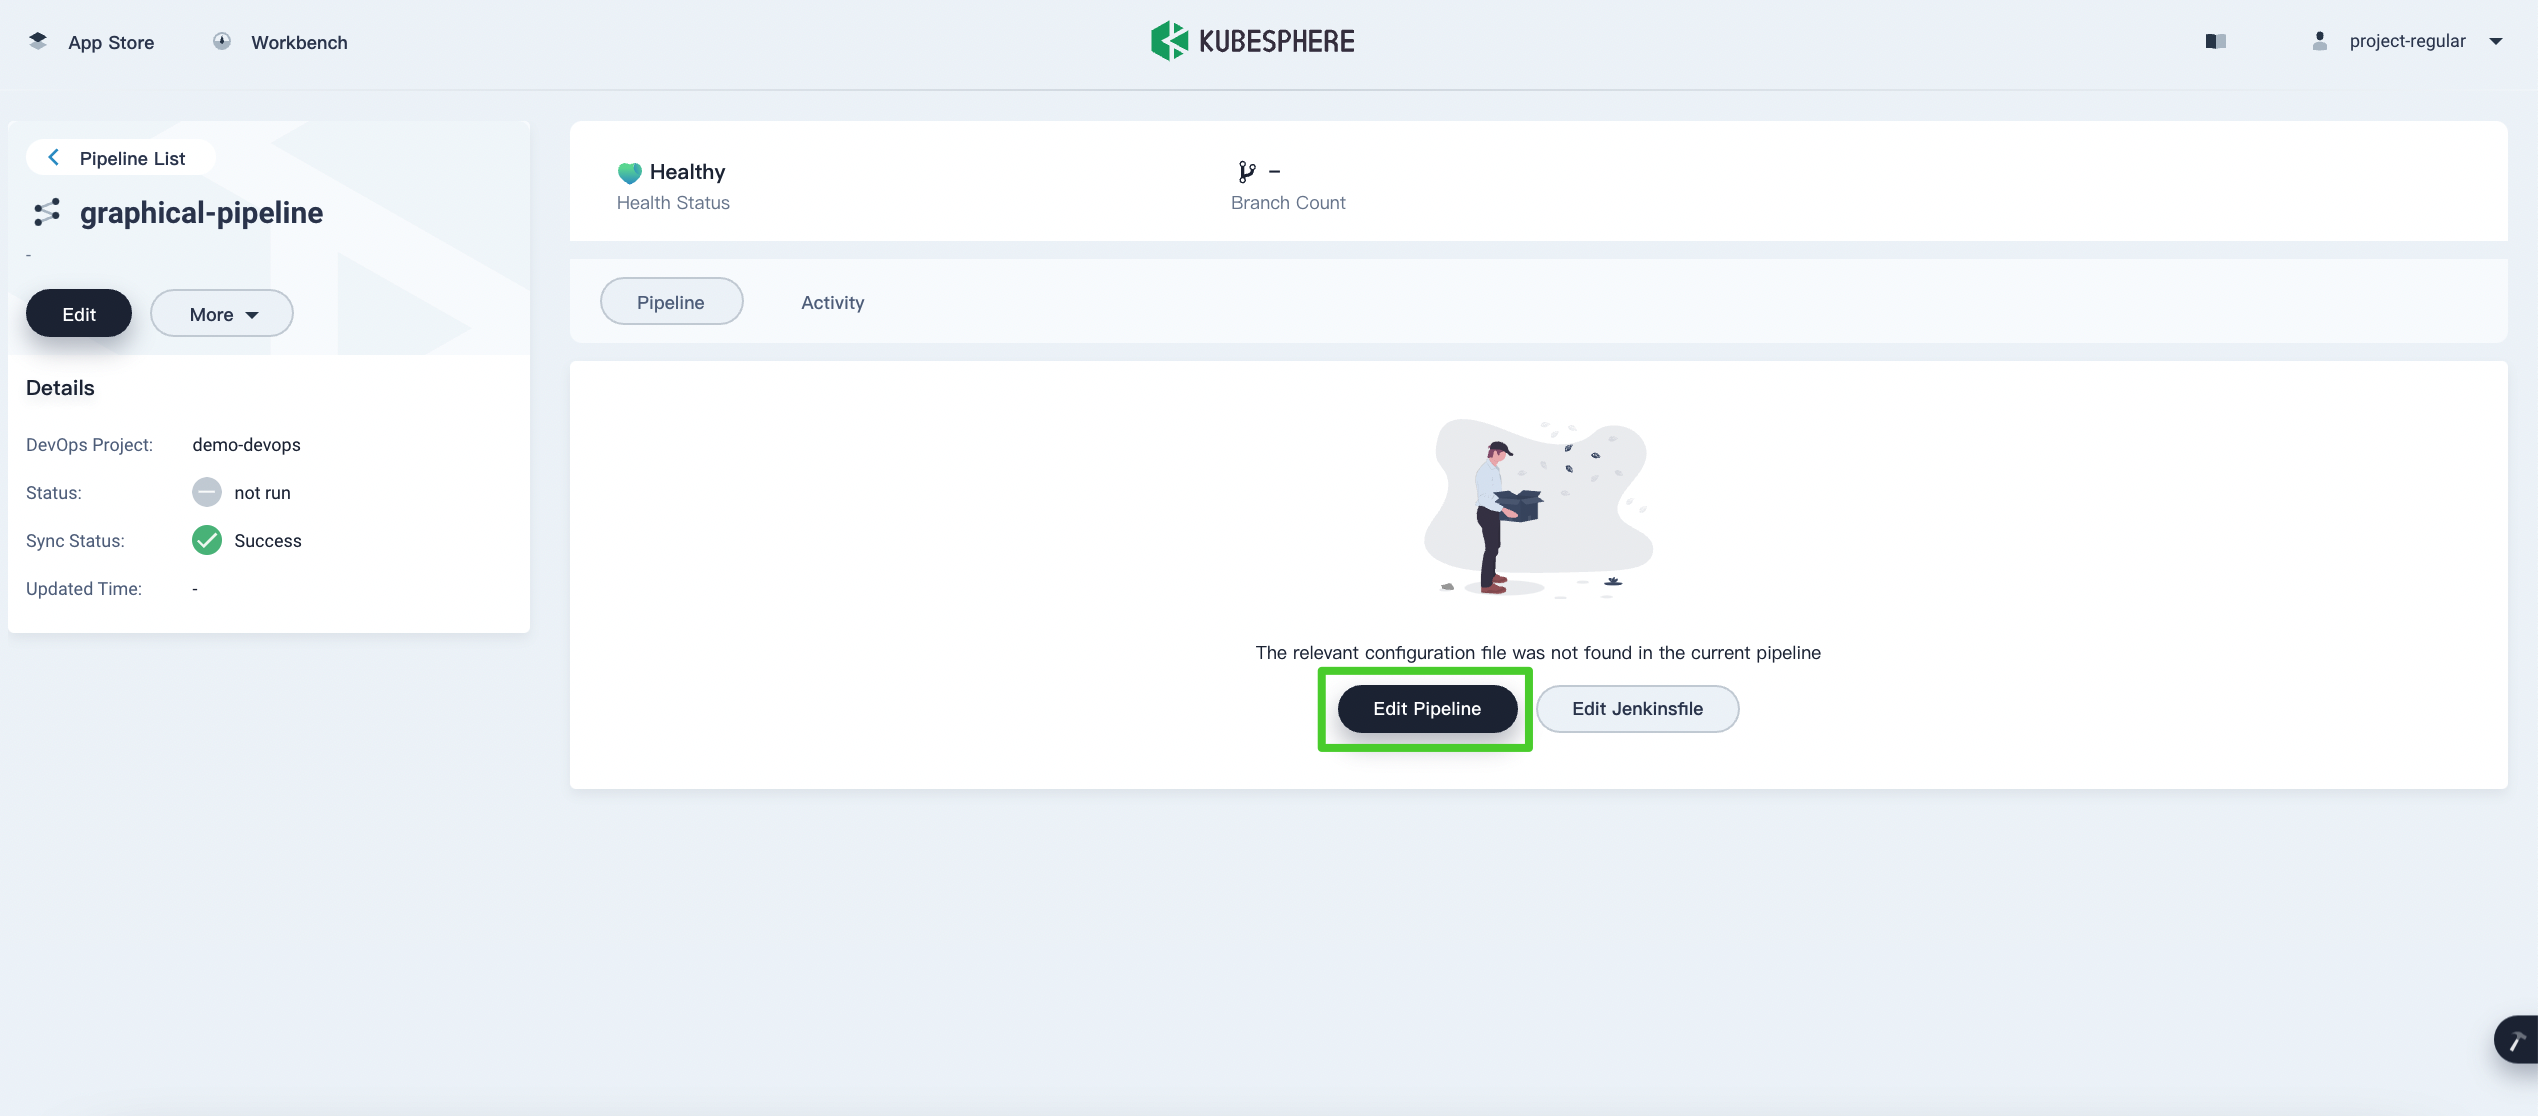 App Store
Workbench
KUBESPHERE
project-regular
Pipeline List
graphical-pipeline
-
Edit
More
Details
DevOps Project: demo-devops
Status: not run
Sync Status: Success
Updated Time: -
Healthy
Health Status
–
Branch Count
Pipeline
Activity
The relevant configuration file was not found in the current pipeline
Edit Pipeline
Edit Jenkinsfile